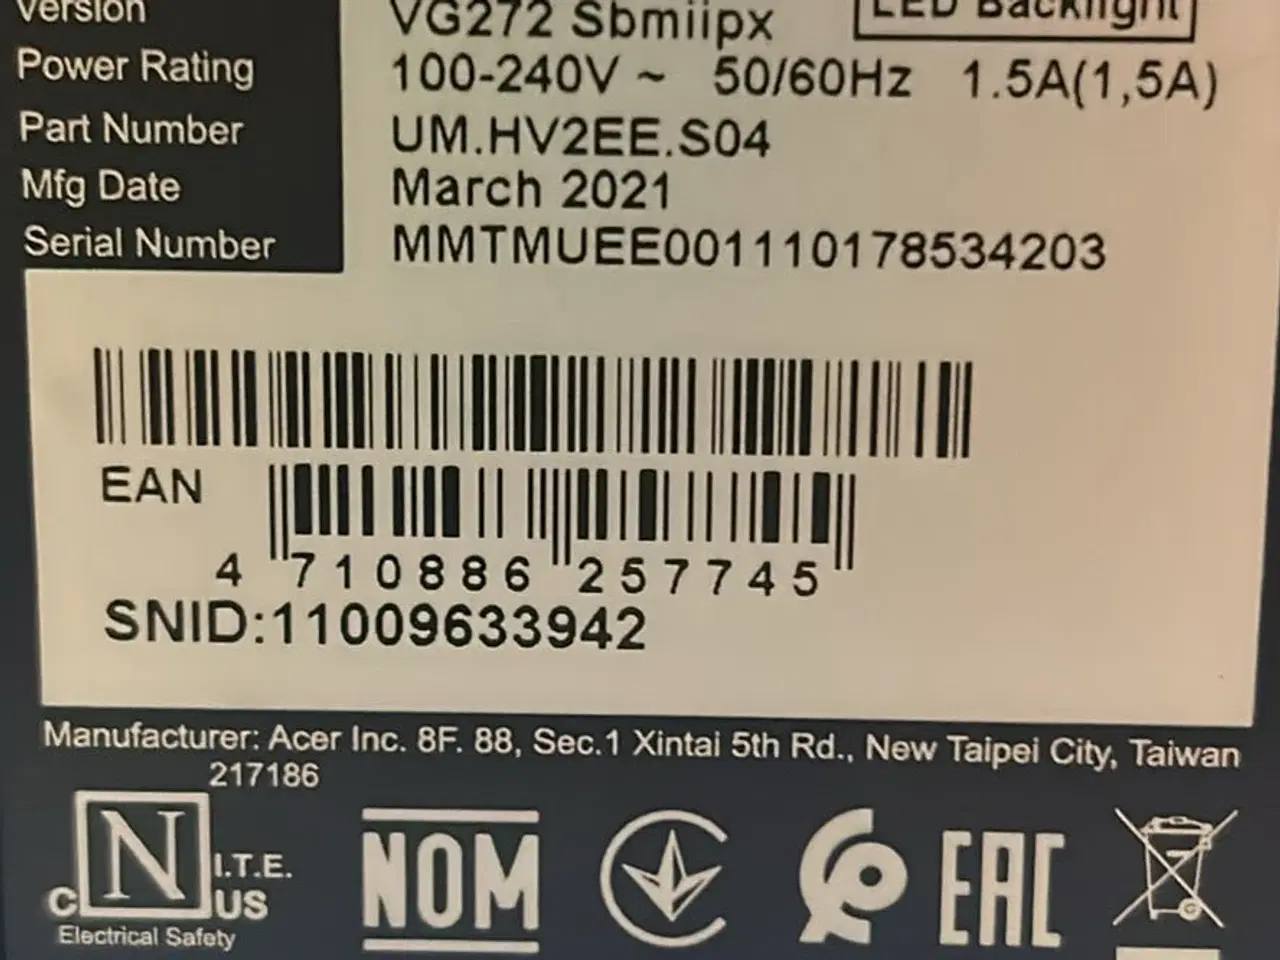 Version VG272 Sbmiipx LED Backlight
Power Rating 100-240V ~ 50/60Hz 1.5A(1,5A)
Part Number UM.HV2EE.S04
Mfg Date March 2021
Serial Number MMTMUEE001110178534203
EAN
4 710886 257745
SNID:11009633942
Manufacturer: Acer Inc. 8F. 88, Sec.1 Xintai 5th Rd., New Taipei City, Taiwan
217186
N I.T.E.
C US
Electrical Safety
NOM
EAC